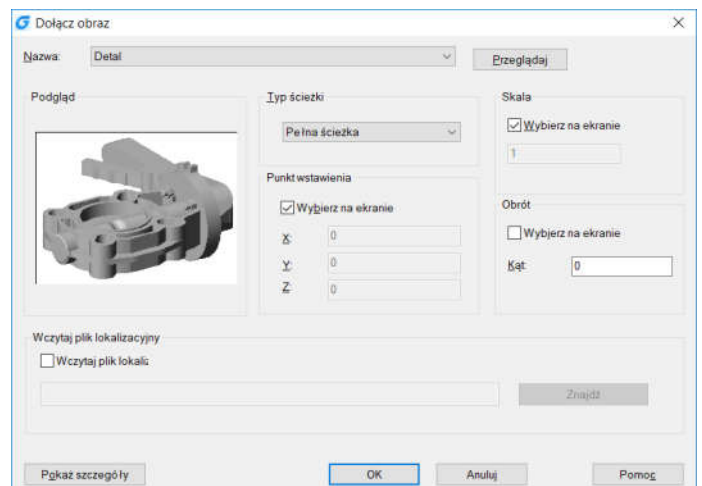 Dołącz obraz
Nazwa: Detal Przeglądaj
Podgląd
Typ ścieżki
Pełna ścieżka
Punkt wstawienia
Wybierz na ekranie
X: 0
Y: 0
Z: 0
Skala
Wybierz na ekranie
1
Obrót
Wybierz na ekranie
Kąt: 0
Wczytaj plik lokalizacyjny
Wczytaj plik lokaliz
Znajdź
Pokaż szczegóły OK Anuluj Pomoc